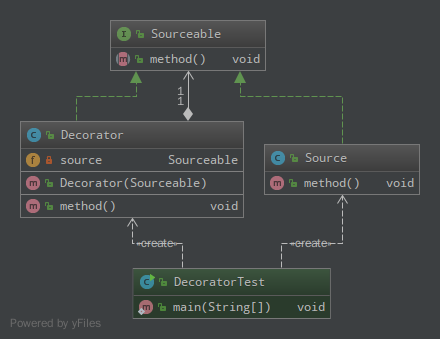 Sourceable
method() void
1
1
Decorator
source Sourceable
Decorator(Sourceable)
method() void
Source
method() void
«create»
«create»
DecoratorTest
main(String[]) void
Powered by yFiles